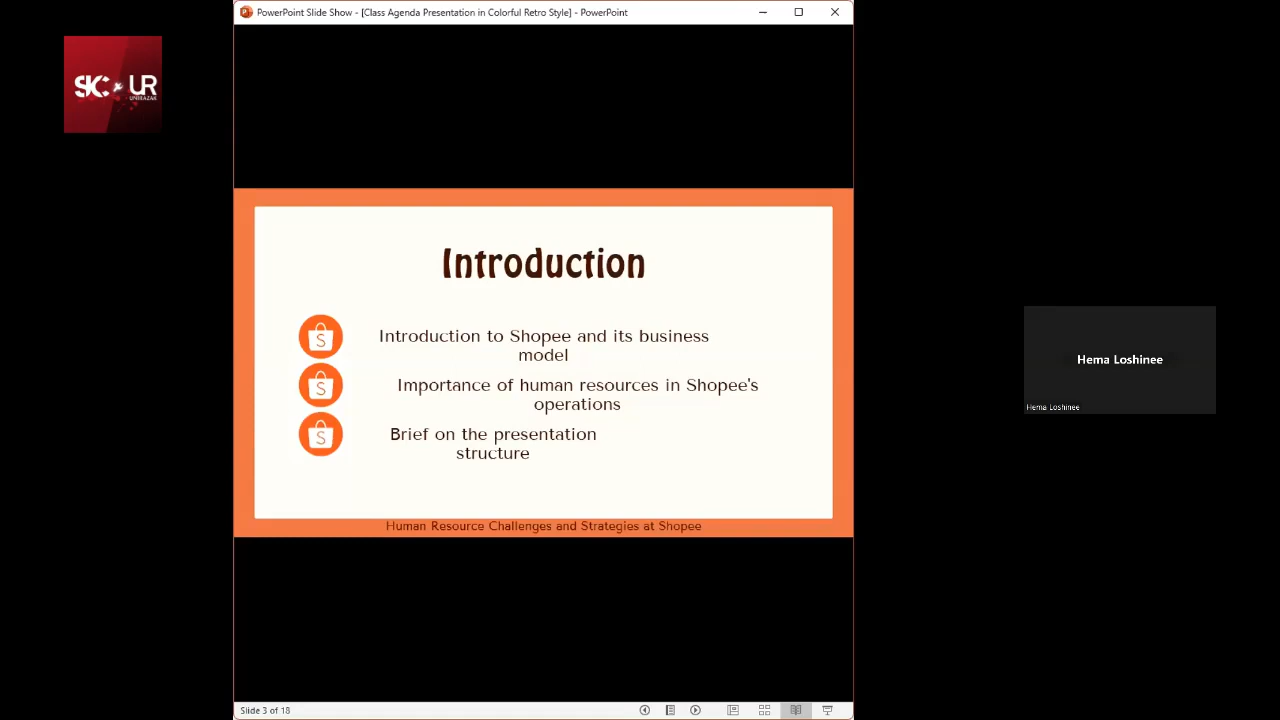 PowerPoint Slide Show - [Class Agenda Presentation in Colorful Retro Style] - PowerPoint
SIC UR
UNIRAZAK
Introduction
S
Introduction to Shopee and its business
model
S
Importance of human resources in Shopee's
operations
S
Brief on the presentation
structure
Human Resource Challenges and Strategies at Shopee
Hema Loshinee
Hema Loshinee
Slide 3 of 18